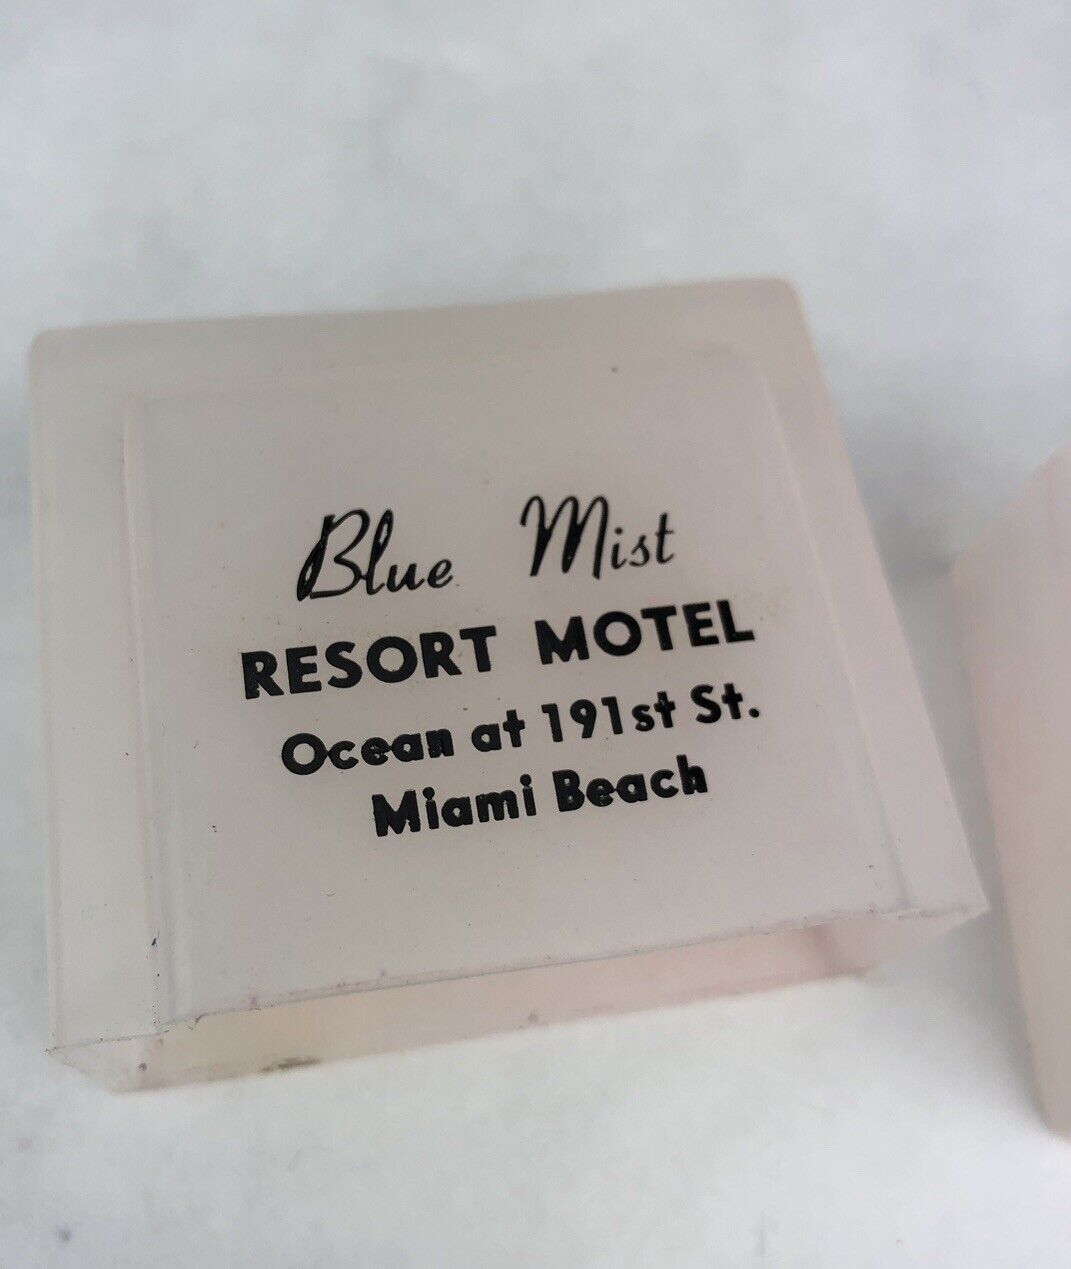 Blue Mist
RESORT MOTEL
Ocean at 191st St.
Miami Beach